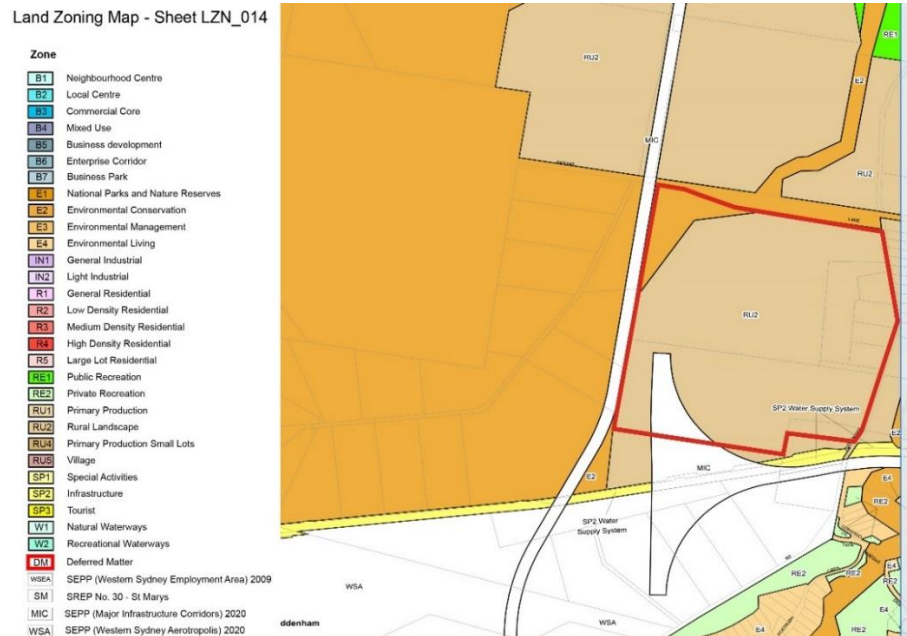 Land Zoning Map - Sheet LZN_014
Zone
B1 Neighbourhood Centre
B2 Local Centre
B3 Commercial Core
B4 Mixed Use
B5 Business development
B6 Enterprise Corridor
B7 Business Park
E1 National Parks and Nature Reserves
E2 Environmental Conservation
E3 Environmental Management
E4 Environmental Living
IN1 General Industrial
IN2 Light Industrial
R1 General Residential
R2 Low Density Residential
R3 Medium Density Residential
R4 High Density Residential
R5 Large Lot Residential
RE1 Public Recreation
RE2 Private Recreation
RU1 Primary Production
RU2 Rural Landscape
RU4 Primary Production Small Lots
RU5 Village
SP1 Special Activities
SP2 Infrastructure
SP3 Tourist
W1 Natural Waterways
W2 Recreational Waterways
DM Deferred Matter
WSEA SEPP (Western Sydney Employment Area) 2009
SM SREP No. 30 - St Marys
MIC SEPP (Major Infrastructure Corridors) 2020
WSA SEPP (Western Sydney Aerotropolis) 2020
RE1
RU2
E2
MIC
RU2
LANE
RU2
SP2 Water Supply System
E2
MIC
E2
E4
RE2
SP2 Water
Supply System
WSA
RE2
RE2
E4
RE2
ddenham
WSA
E4
RE2